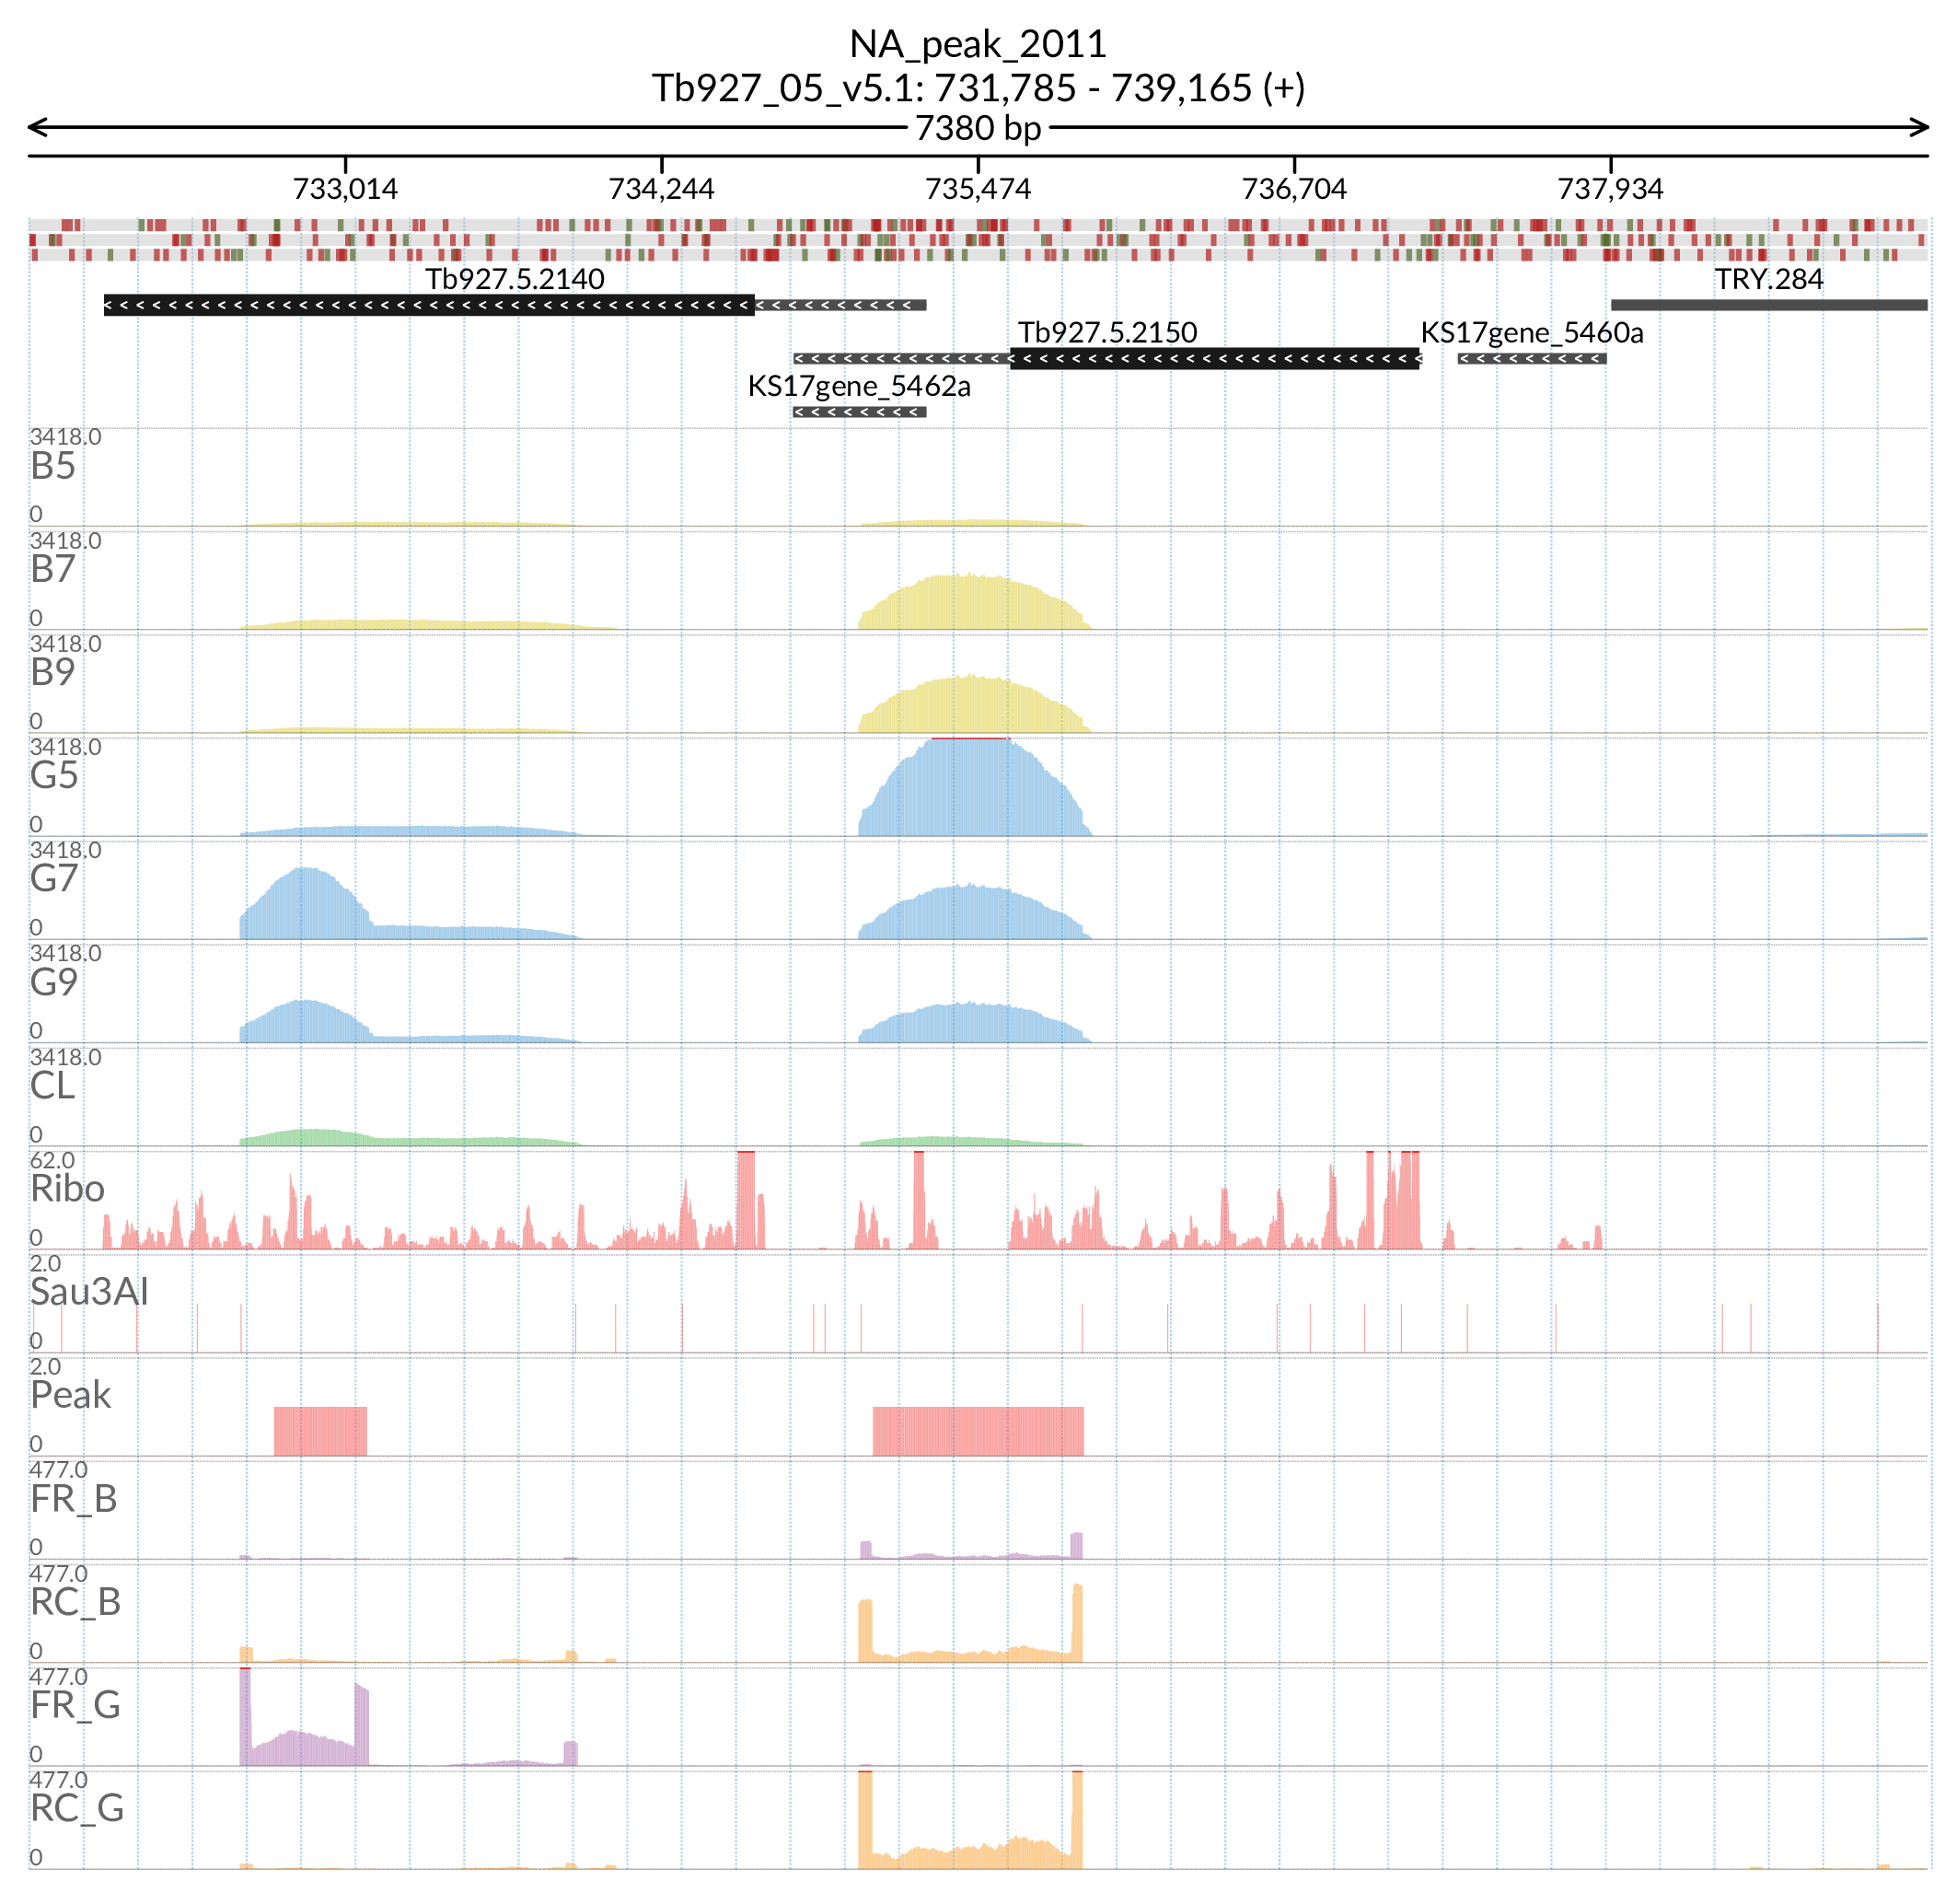 NA_peak_2011
Tb927_05_v5.1: 731,785 - 739,165 (+)
7380 bp
733,014 734,244 735,474 736,704 737,934
Tb927.5.2140 TRY.284
Tb927.5.2150 KS17gene_5460a
KS17gene_5462a
3418.0
B5
0
3418.0
B7
0
3418.0
B9
0
3418.0
G5
0
3418.0
G7
0
3418.0
G9
0
3418.0
CL
0
62.0
Ribo
0
2.0
Sau3AI
0
2.0
Peak
0
477.0
FR_B
0
477.0
RC_B
0
477.0
FR_G
0
477.0
RC_G
0